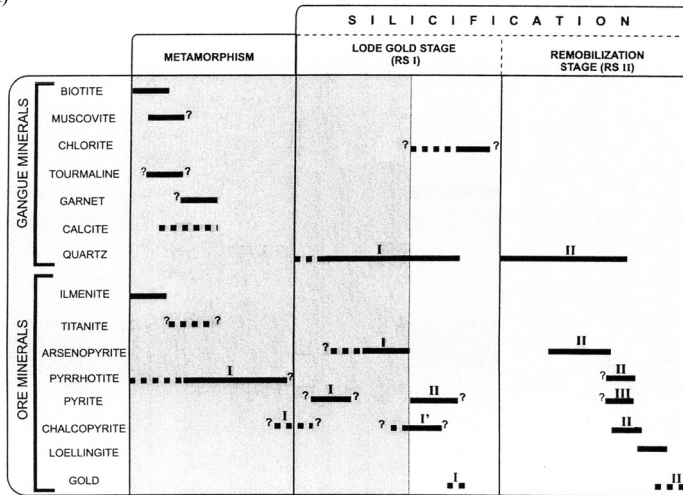 SILICIFICATION
METAMORPHISM
LODE GOLD STAGE
(RS I)
REMOBILIZATION
STAGE (RS II)
GANGUE MINERALS
BIOTITE
MUSCOVITE ?
CHLORITE ? ?
TOURMALINE ? ?
GARNET ?
CALCITE
QUARTZ I II
ORE MINERALS
ILMENITE
TITANITE ? ?
ARSENOPYRITE ? I II
PYRRHOTITE I ? ? II
PYRITE ? I ? II ? ? III
CHALCOPYRITE ? I ? ? I' ? II
LOELLINGITE
GOLD I II